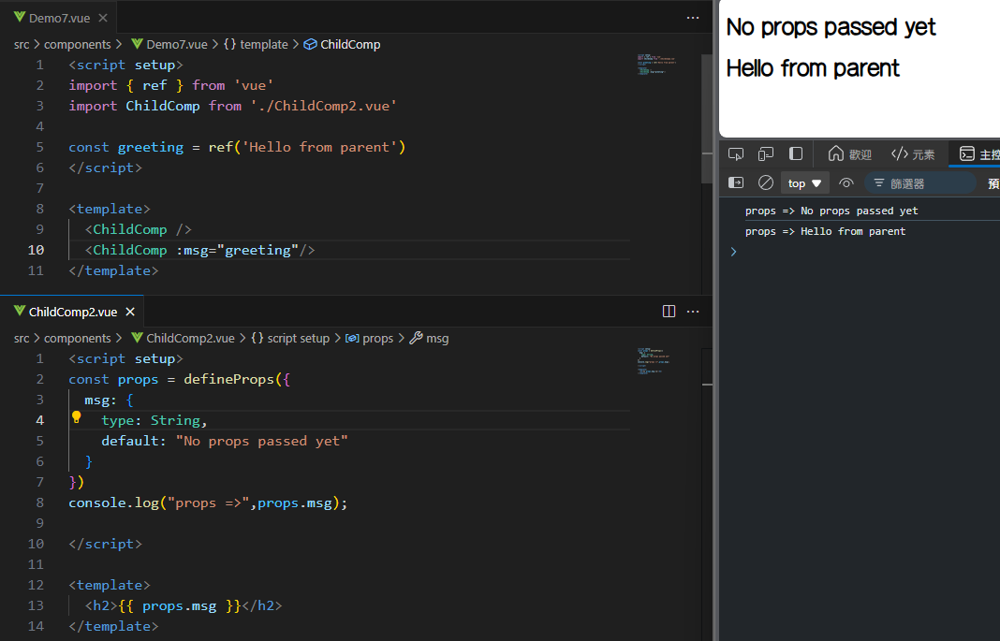 Demo7.vue
src > components > Demo7.vue > {} template > ChildComp
1 <script setup>
2 import { ref } from 'vue'
3 import ChildComp from './ChildComp2.vue'
4
5 const greeting = ref('Hello from parent')
6 </script>
7
8 <template>
9 <ChildComp />
10 <ChildComp :msg="greeting"/>
11 </template>
ChildComp2.vue
src > components > ChildComp2.vue > {} script setup > props > msg
1 <script setup>
2 const props = defineProps({
3 msg: {
4 type: String,
5 default: "No props passed yet"
6 }
7 })
8 console.log("props =>",props.msg);
9
10 </script>
11
12 <template>
13 <h2>{{ props.msg }}</h2>
14 </template>
No props passed yet
Hello from parent
歡迎 </> 元素 主控
top ▼ 篩選器 預
props => No props passed yet
props => Hello from parent
>